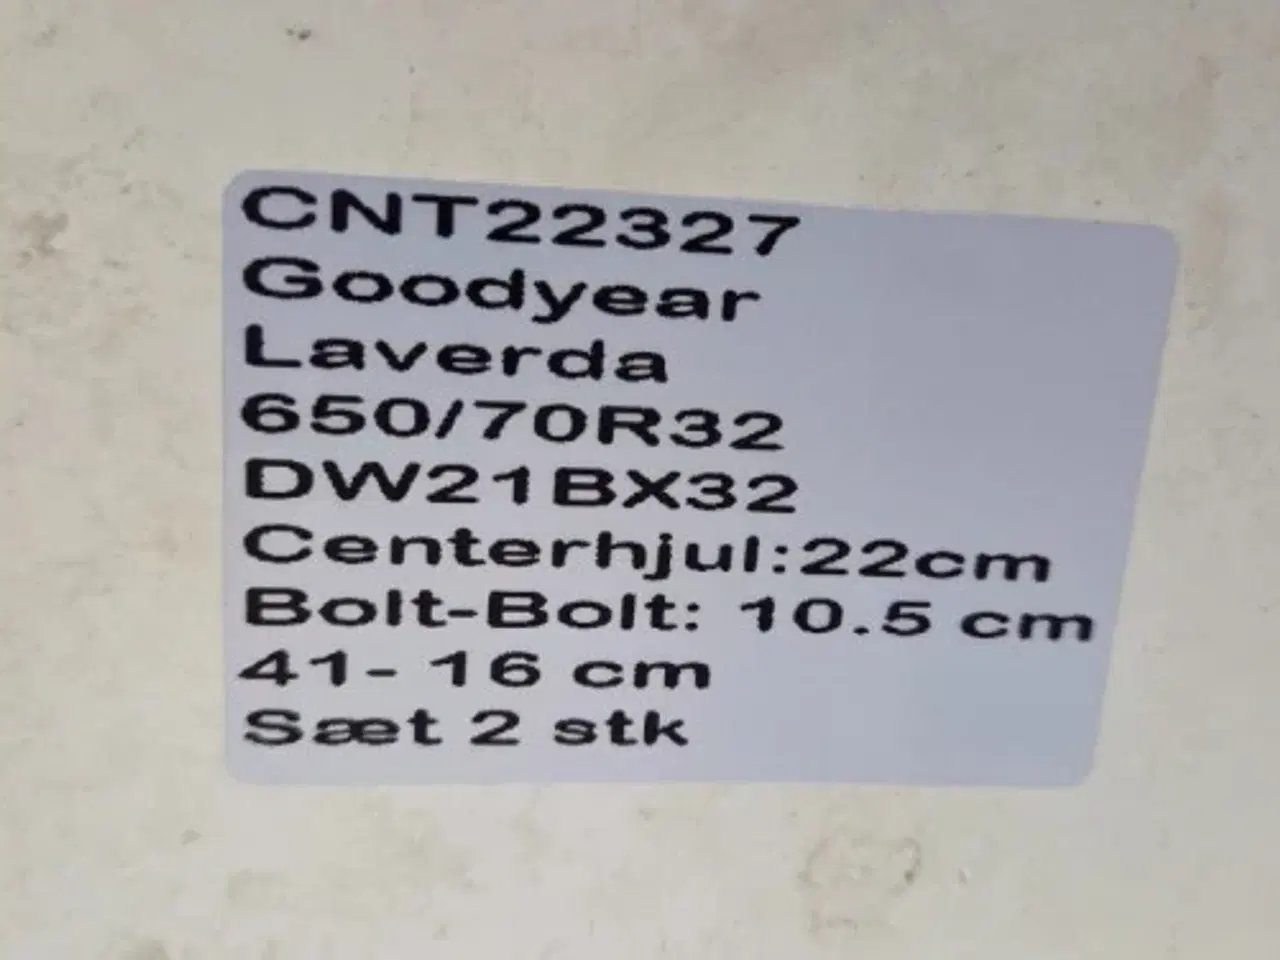 CNT22327
Goodyear
Laverda
650/70R32
DW21BX32
Centerhjul:22cm
Bolt-Bolt: 10.5 cm
41- 16 cm
Sæt 2 stk